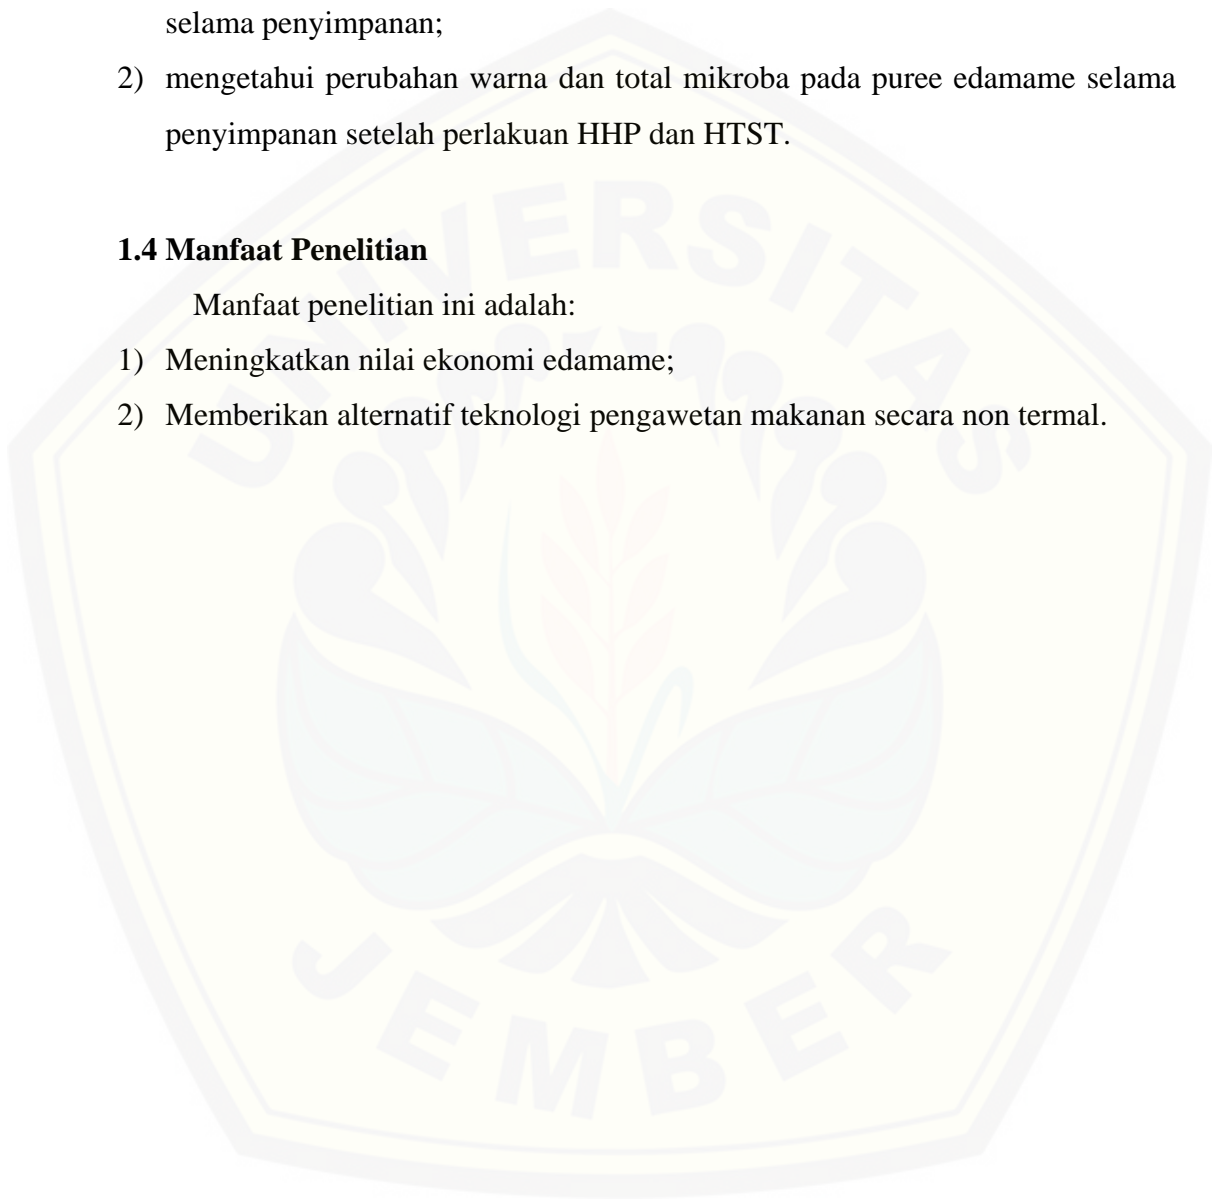 selama penyimpanan;
2) mengetahui perubahan warna dan total mikroba pada puree edamame selama
penyimpanan setelah perlakuan HHP dan HTST.
1.4 Manfaat Penelitian
Manfaat penelitian ini adalah:
1) Meningkatkan nilai ekonomi edamame;
2) Memberikan alternatif teknologi pengawetan makanan secara non termal.
UNIVERSITAS
JEMBER